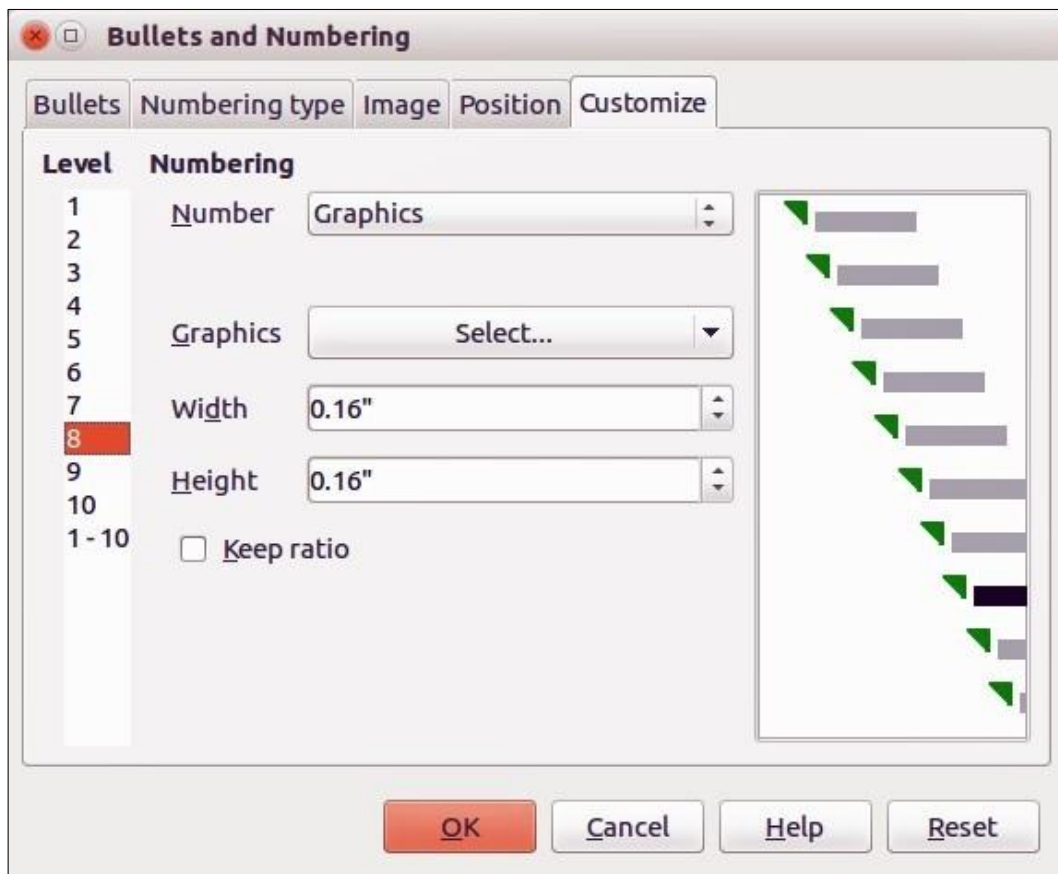 Bullets and Numbering
Bullets Numbering type Image Position Customize
Level Numbering
1
2
3
4
5
6
7
8
9
10
1 - 10
Number Graphics
Graphics Select...
Width 0.16"
Height 0.16"
Keep ratio
OK Cancel Help Reset